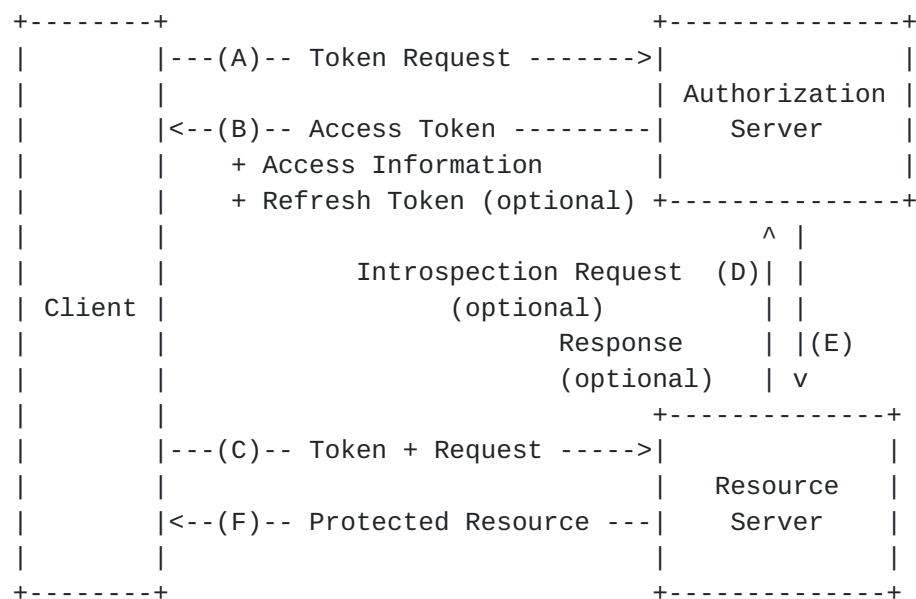 +--------+                               +---------------+
|        |---(A)-- Token Request ------->|               |
|        |                               | Authorization |
|        |<--(B)-- Access Token ---------|    Server     |
|        |    + Access Information       |               |
|        |    + Refresh Token (optional) +---------------+
|        |                                      ^ |
|        |            Introspection Request  (D)| |
| Client |                  (optional)          | |
|        |                         Response     | |(E)
|        |                         (optional)   | v
|        |                               +--------------+
|        |---(C)-- Token + Request ----->|              |
|        |                               |   Resource   |
|        |<--(F)-- Protected Resource ---|    Server    |
|        |                               |              |
+--------+                               +--------------+